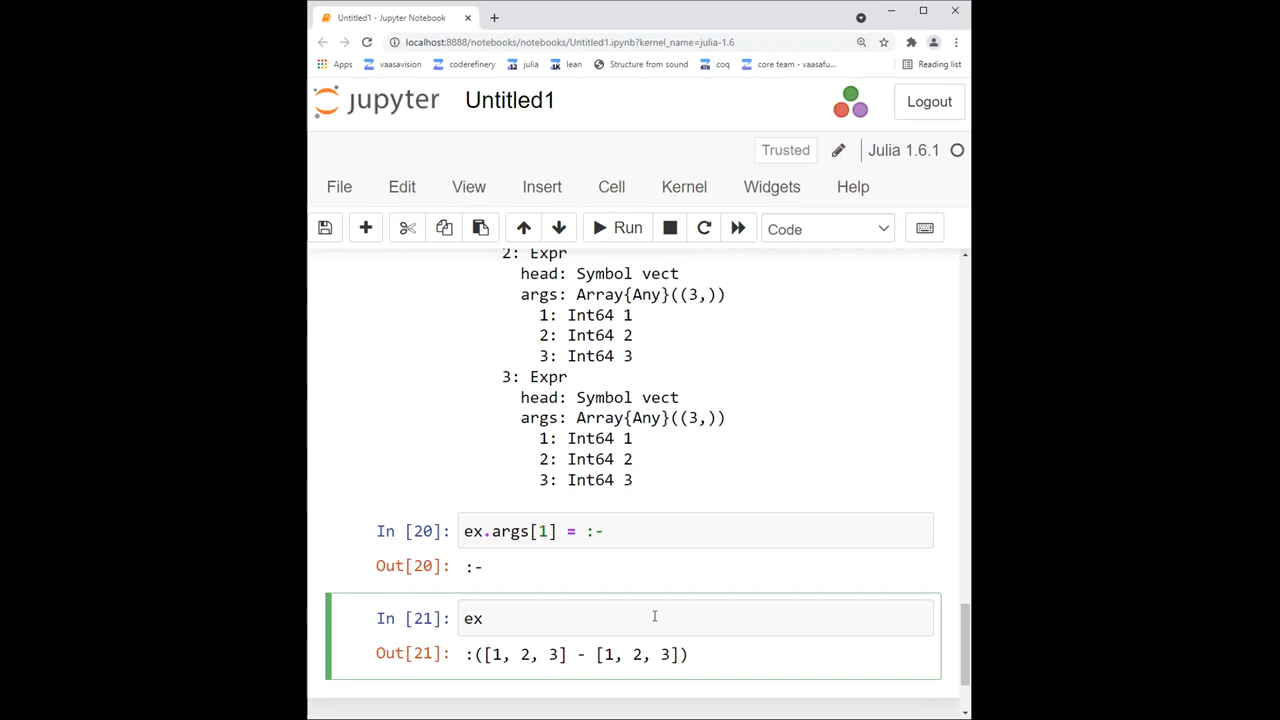 Untitled1 - Jupyter Notebook
localhost:8888/notebooks/notebooks/Untitled1.ipynb?kernel_name=julia-1.6
Apps vaasavision coderefinery julia lean Structure from sound coq core team - vaasafu... Reading list
jupyter Untitled1 Logout
Trusted Julia 1.6.1
File Edit View Insert Cell Kernel Widgets Help
Run Code
2: Expr
head: Symbol vect
args: Array{Any}((3,))
1: Int64 1
2: Int64 2
3: Int64 3
3: Expr
head: Symbol vect
args: Array{Any}((3,))
1: Int64 1
2: Int64 2
3: Int64 3
In [20]: ex.args[1] = :-
Out[20]: :-
In [21]: ex
Out[21]: :([1, 2, 3] - [1, 2, 3])